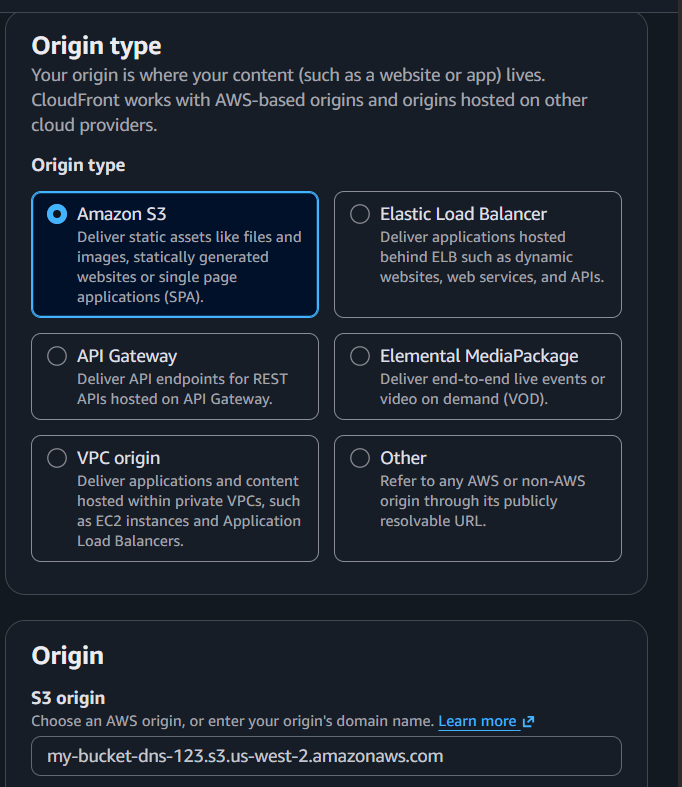 Origin type
Your origin is where your content (such as a website or app) lives.
CloudFront works with AWS-based origins and origins hosted on other
cloud providers.
Origin type
Amazon S3
Deliver static assets like files and
images, statically generated
websites or single page
applications (SPA).
Elastic Load Balancer
Deliver applications hosted
behind ELB such as dynamic
websites, web services, and APIs.
API Gateway
Deliver API endpoints for REST
APIs hosted on API Gateway.
Elemental MediaPackage
Deliver end-to-end live events or
video on demand (VOD).
VPC origin
Deliver applications and content
hosted within private VPCs, such
as EC2 instances and Application
Load Balancers.
Other
Refer to any AWS or non-AWS
origin through its publicly
resolvable URL.
Origin
S3 origin
Choose an AWS origin, or enter your origin's domain name. Learn more
my-bucket-dns-123.s3.us-west-2.amazonaws.com